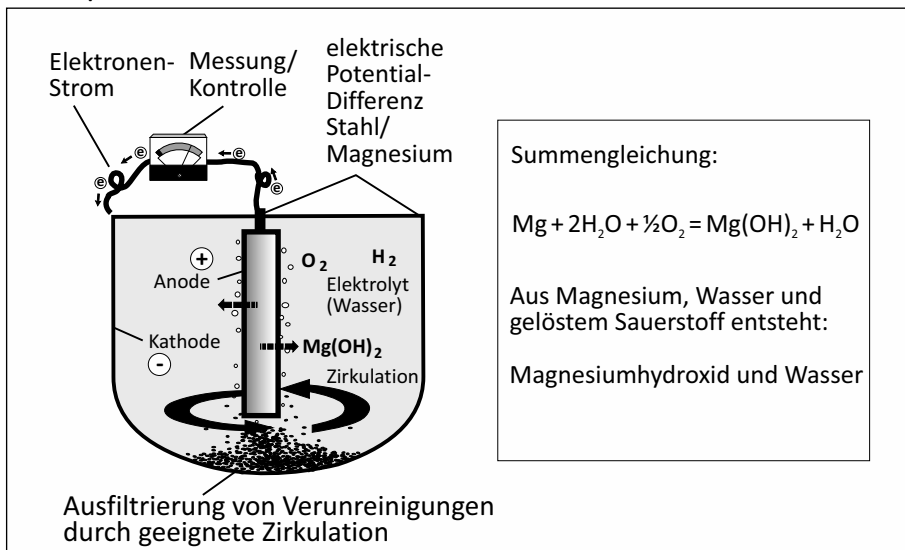 Elektronen-
Strom
Messung/
Kontrolle
elektrische
Potential-
Differenz
Stahl/
Magnesium
e
e
e
e
e
+
Anode
O₂
H₂
Elektrolyt
(Wasser)
Kathode
-
Mg(OH)₂
Zirkulation
Ausfiltrierung von Verunreinigungen
durch geeignete Zirkulation
Summengleichung:
Mg + 2H₂O + ½O₂ = Mg(OH)₂ + H₂O
Aus Magnesium, Wasser und
gelöstem Sauerstoff entsteht:
Magnesiumhydroxid und Wasser